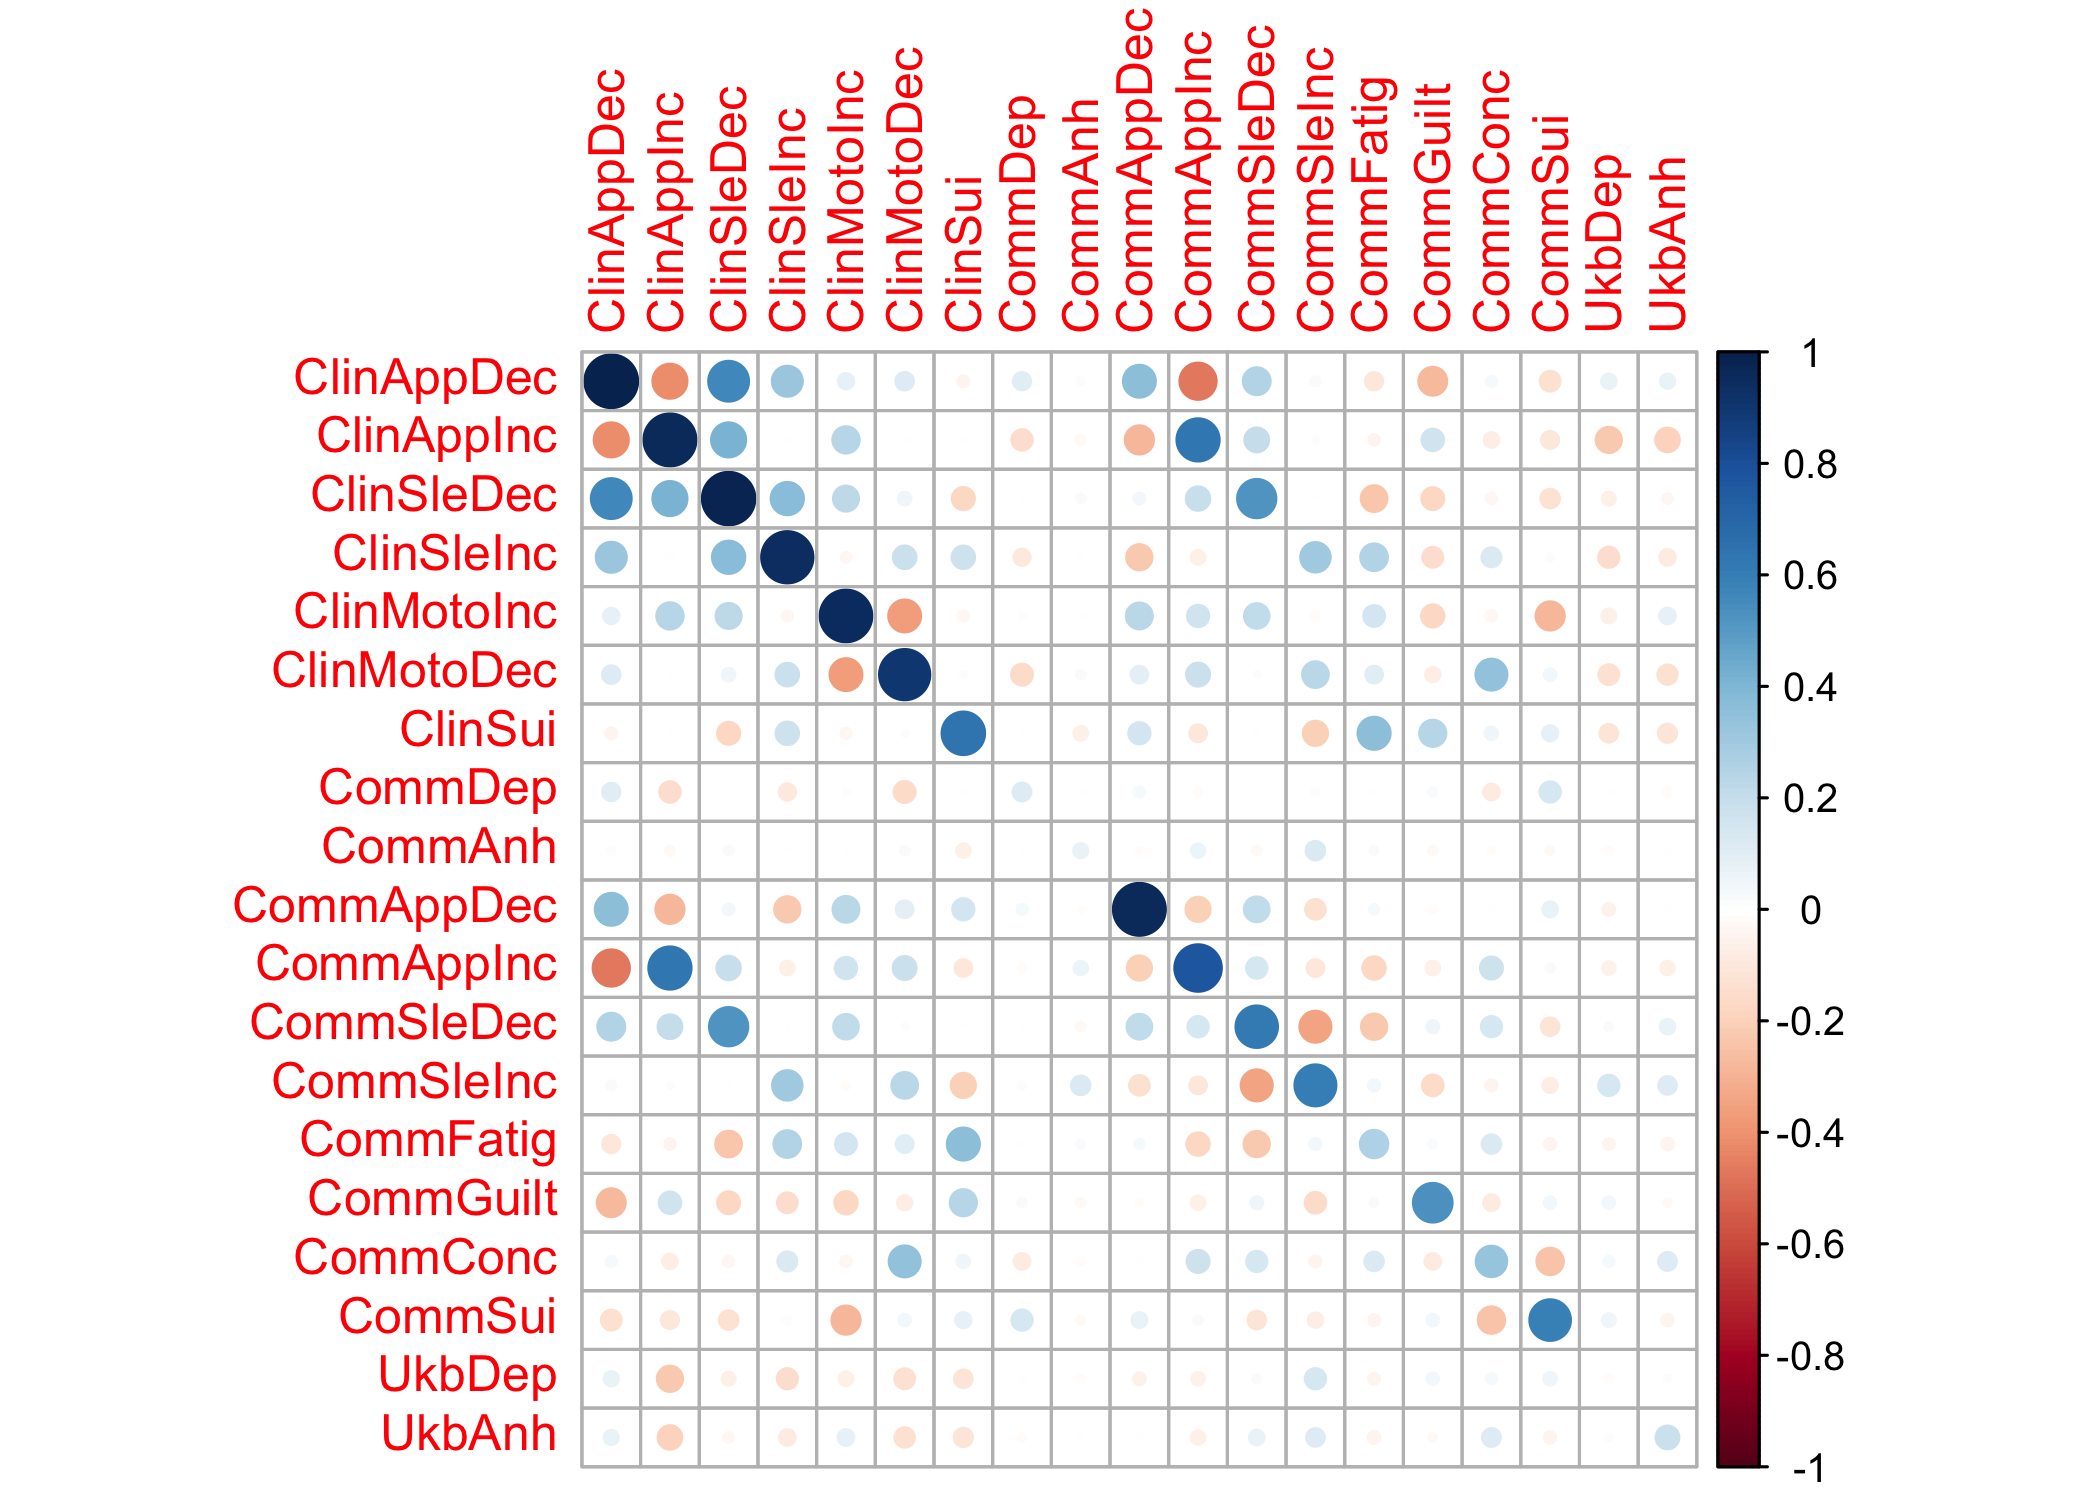 ClinAppDec
ClinAppInc
ClinSleDec
ClinSleInc
ClinMotoInc
ClinMotoDec
ClinSui
CommDep
CommAnh
CommAppDec
CommAppInc
CommSleDec
CommSleInc
CommFatig
CommGuilt
CommConc
CommSui
UkbDep
UkbAnh
ClinAppDec
ClinAppInc
ClinSleDec
ClinSleInc
ClinMotoInc
ClinMotoDec
ClinSui
CommDep
CommAnh
CommAppDec
CommAppInc
CommSleDec
CommSleInc
CommFatig
CommGuilt
CommConc
CommSui
UkbDep
UkbAnh
1
0.8
0.6
0.4
0.2
0
-0.2
-0.4
-0.6
-0.8
-1